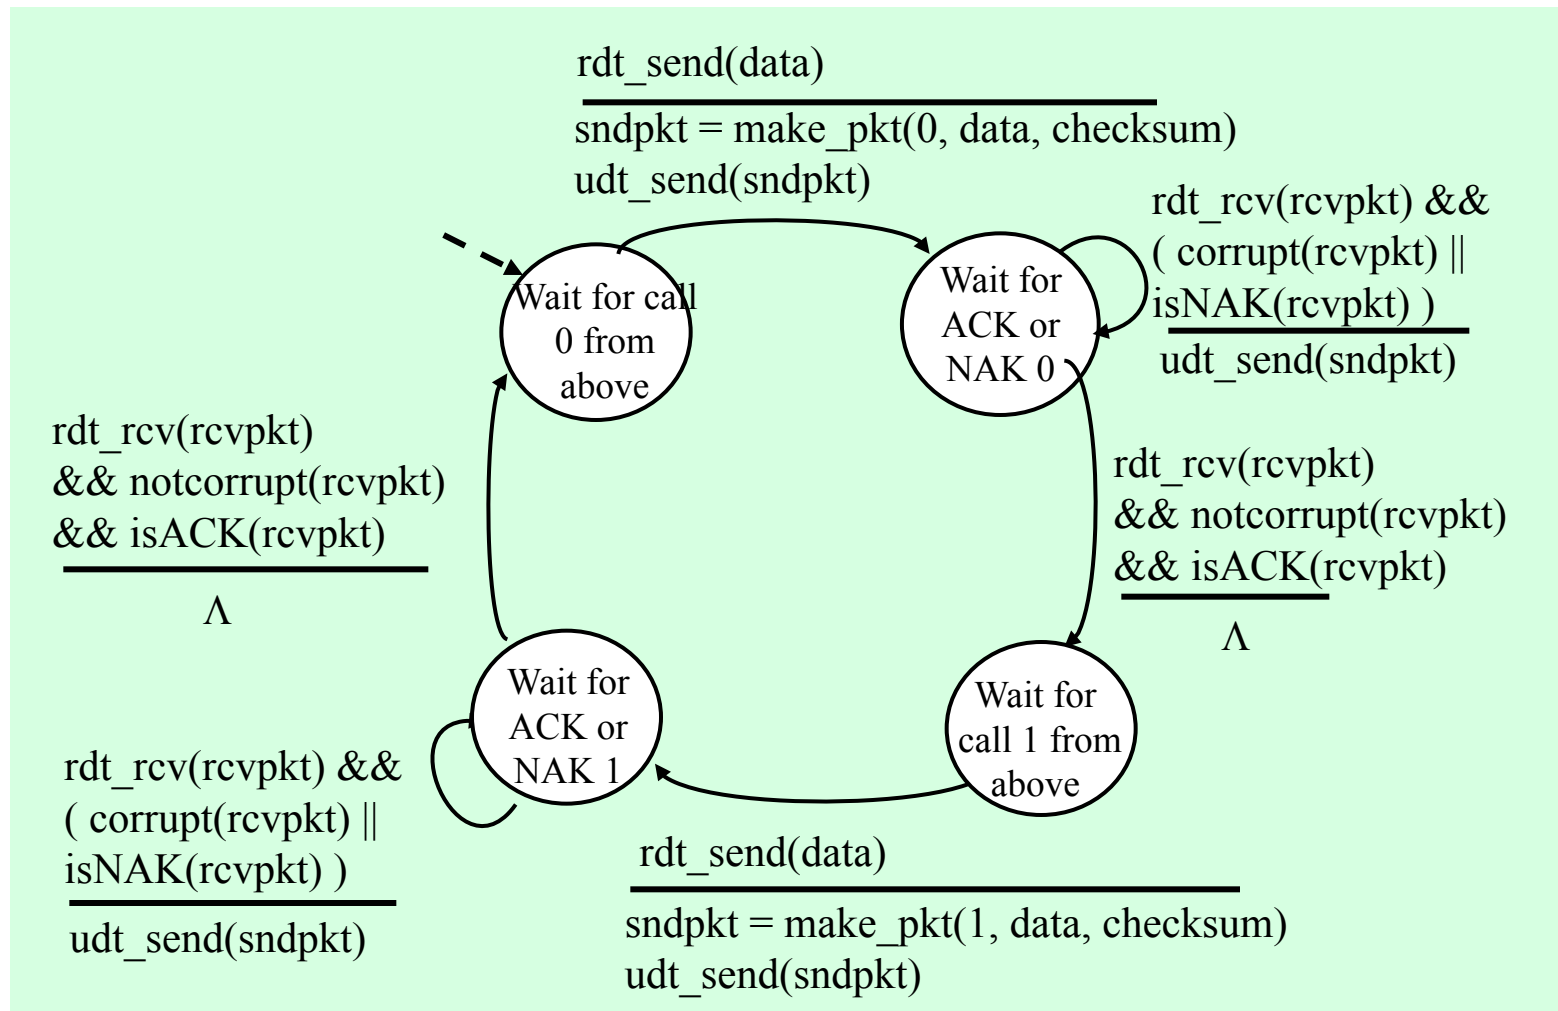 rdt_send(data)
sndpkt = make_pkt(0, data, checksum)
udt_send(sndpkt)
rdt_rcv(rcvpkt) &&
( corrupt(rcvpkt) ||
isNAK(rcvpkt) )
udt_send(sndpkt)
Wait for call
0 from
above
Wait for
ACK or
NAK 0
rdt_rcv(rcvpkt)
&& notcorrupt(rcvpkt)
&& isACK(rcvpkt)
Λ
rdt_rcv(rcvpkt)
&& notcorrupt(rcvpkt)
&& isACK(rcvpkt)
Λ
Wait for
ACK or
NAK 1
Wait for
call 1 from
above
rdt_rcv(rcvpkt) &&
( corrupt(rcvpkt) ||
isNAK(rcvpkt) )
udt_send(sndpkt)
rdt_send(data)
sndpkt = make_pkt(1, data, checksum)
udt_send(sndpkt)